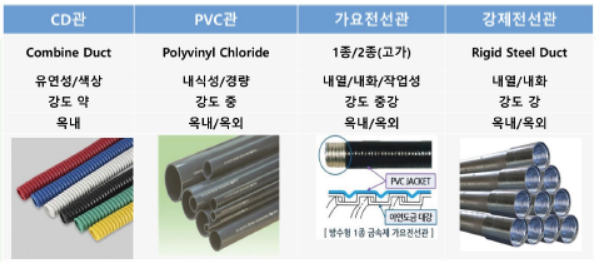 CD관 PVC관 가요전선관 강제전선관
Combine Duct Polyvinyl Chloride 1종/2종(고가) Rigid Steel Duct
유연성/색상 내식성/경량 내열/내화/작업성 내열/내화
강도 약 강도 중 강도 중강 강도 강
옥내 옥내/옥외 옥내/옥외 옥내/옥외
PVC JACKET
아연도금 대강
[ 방수형 1종 금속제 가요전선관 ]